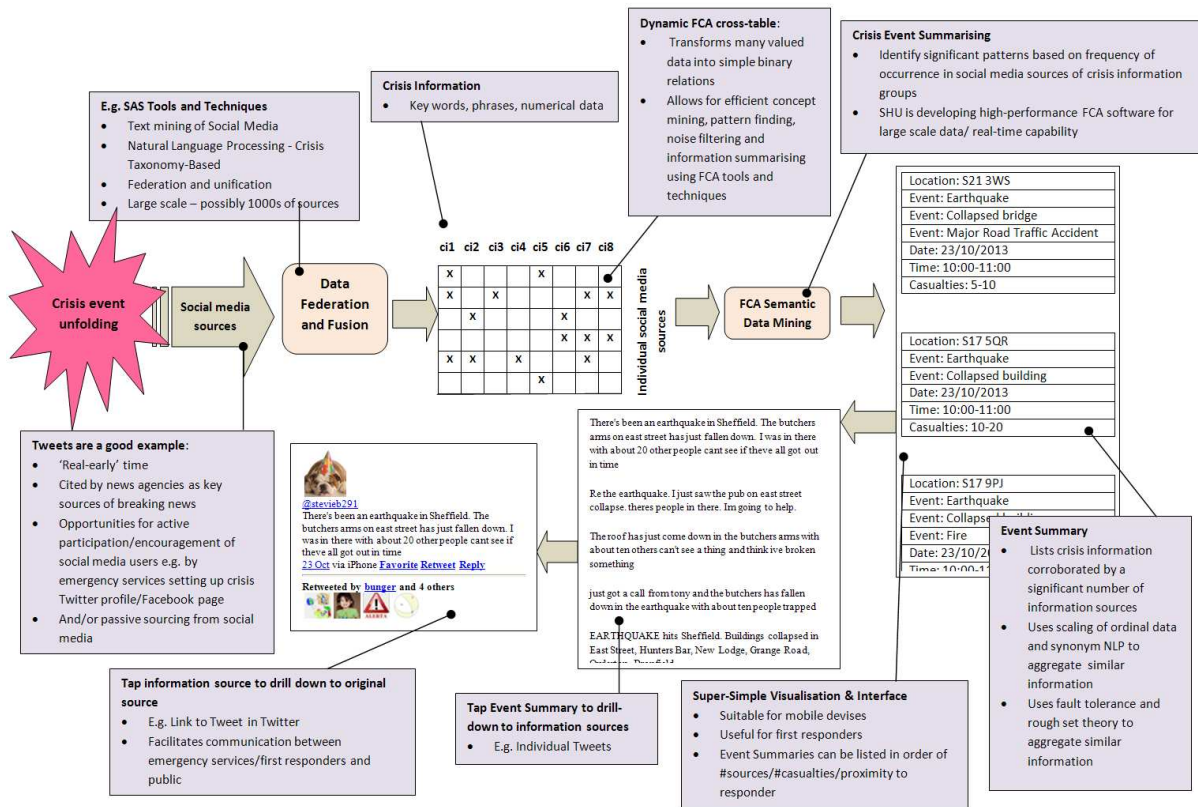 Dynamic FCA cross-table:
Transforms many valued
data into simple binary
relations
Allows for efficient concept
mining, pattern finding,
noise filtering and
information summarising
using FCA tools and
techniques
Crisis Event Summarising
Identify significant patterns based on frequency of
occurrence in social media sources of crisis information
groups
SHU is developing high-performance FCA software for
large scale data/ real-time capability
Crisis Information
Key words, phrases, numerical data
E.g. SAS Tools and Techniques
Text mining of Social Media
Natural Language Processing - Crisis
Taxonomy-Based
Federation and unification
Large scale – possibly 1000s of sources
Crisis event
unfolding
Social media
sources
Data
Federation
and Fusion
ci1 ci2 ci3 ci4 ci5 ci6 ci7 ci8
X X
X X X X
X X
X X X
X X X X
X
Individual social media
sources
FCA Semantic
Data Mining
Location: S21 3WS
Event: Earthquake
Event: Collapsed bridge
Event: Major Road Traffic Accident
Date: 23/10/2013
Time: 10:00-11:00
Casualties: 5-10
Location: S17 5QR
Event: Earthquake
Event: Collapsed building
Date: 23/10/2013
Time: 10:00-11:00
Casualties: 10-20
Location: S17 9PJ
Event: Earthquake
Event:
Event: Fire
Date:
Time:
Tweets are a good example:
'Real-early' time
Cited by news agencies as key
sources of breaking news
Opportunities for active
participation/encouragement of
social media users e.g. by
emergency services setting up crisis
Twitter profile/Facebook page
And/or passive sourcing from social
media
@stevieb291
There's been an earthquake in Sheffield. The
butchers arms on east street has just fallen down. I
was in there with about 20 other people cant see if
theve all got out in time
23 Oct via iPhone Favorite Retweet Reply
Retweeted by bunger and 4 others
There's been an earthquake in Sheffield. The butchers
arms on east street has just fallen down. I was in there
with about 20 other people cant see if theve all got out
in time
Re the earthquake. I just saw the pub on east street
collapse. theres people in there. Im going to help.
The roof has just come down in the butchers arms with
about ten others can't see a thing and think ive broken
something
just got a call from tony and the butchers has fallen
down in the earthquake with about ten people trapped
EARTHQUAKE hits Sheffield. Buildings collapsed in
East Street, Hunters Bar, New Lodge, Grange Road,
Event Summary
Lists crisis information
corroborated by a
significant number of
information sources
Uses scaling of ordinal data
and synonym NLP to
aggregate similar
information
Uses fault tolerance and
rough set theory to
aggregate similar
information
Tap information source to drill down to original
source
E.g. Link to Tweet in Twitter
Facilitates communication between
emergency services/first responders and
public
Tap Event Summary to drill-
down to information sources
E.g. Individual Tweets
Super-Simple Visualisation & Interface
Suitable for mobile devises
Useful for first responders
Event Summaries can be listed in order of
#sources/#casualties/proximity to
responder